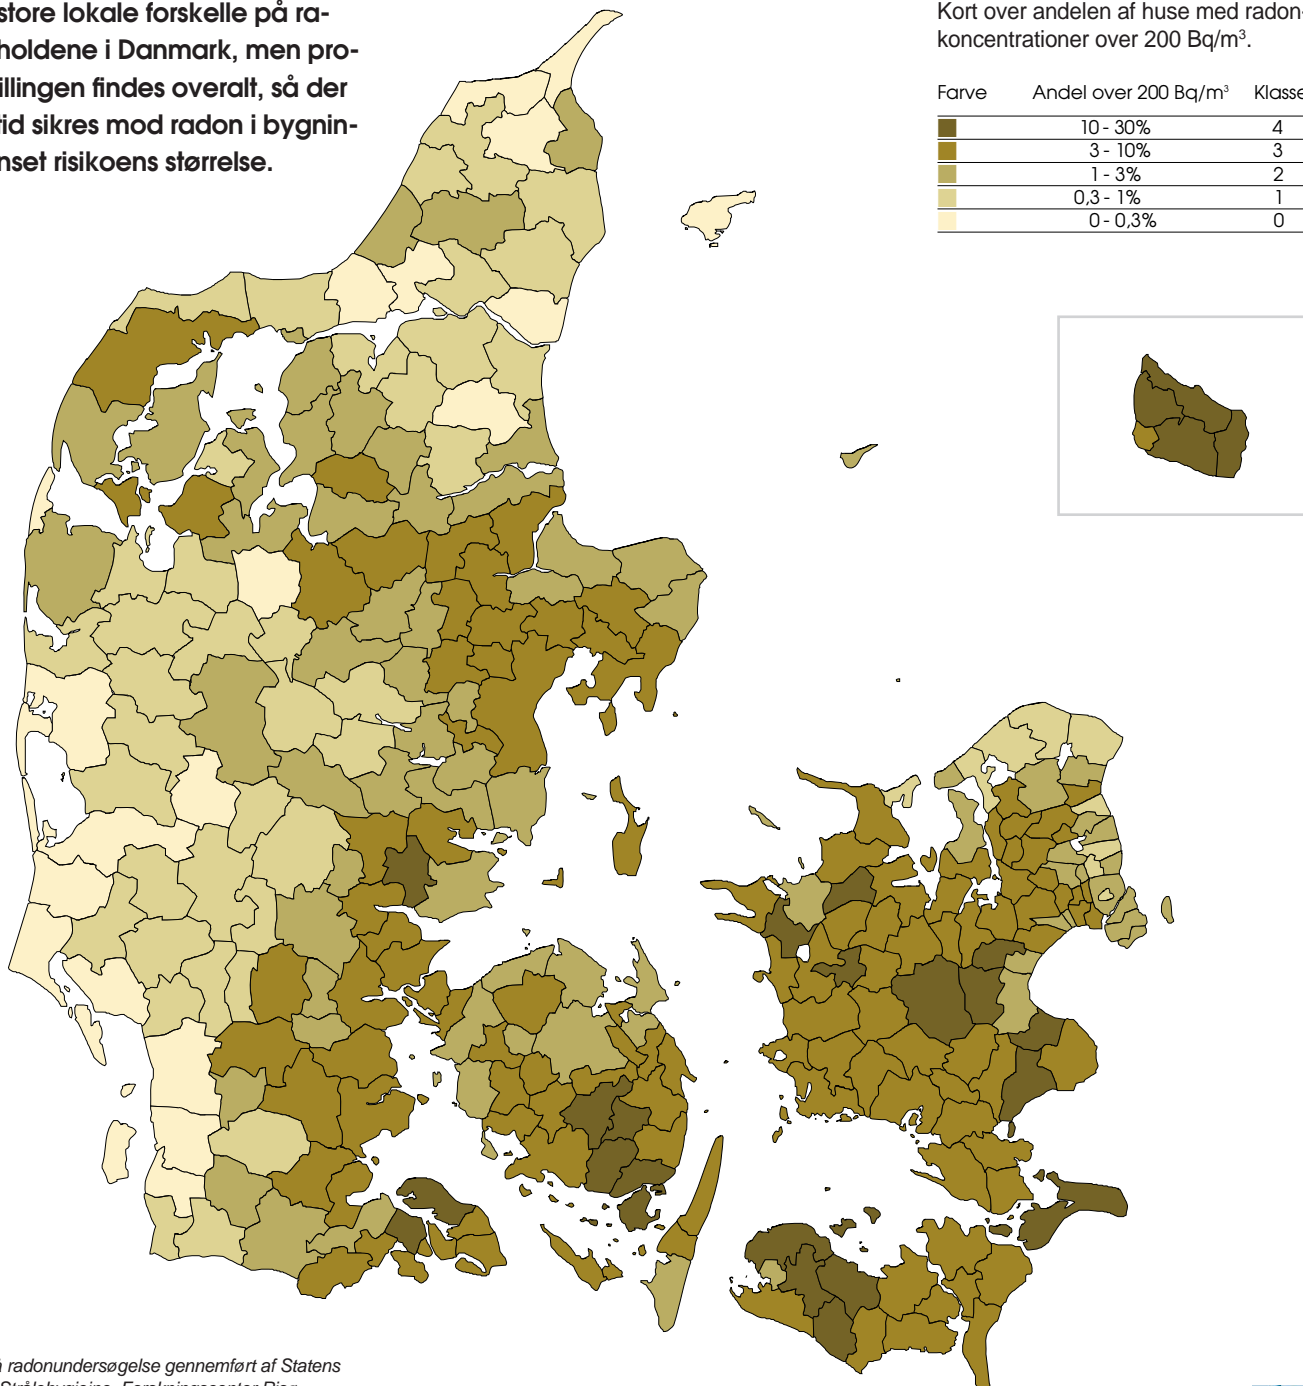 store lokale forskelle på ra-
holdene i Danmark, men pro-
illingen findes overalt, så der
tid sikres mod radon i bygnin-
nset risikoens størrelse.
Kort over andelen af huse med radon-
koncentrationer over 200 Bq/m³.
Farve Andel over 200 Bq/m³ Klasse
10 - 30% 4
3 - 10% 3
1 - 3% 2
0,3 - 1% 1
0 - 0,3% 0
radonundersøgelse gennemført af Statens